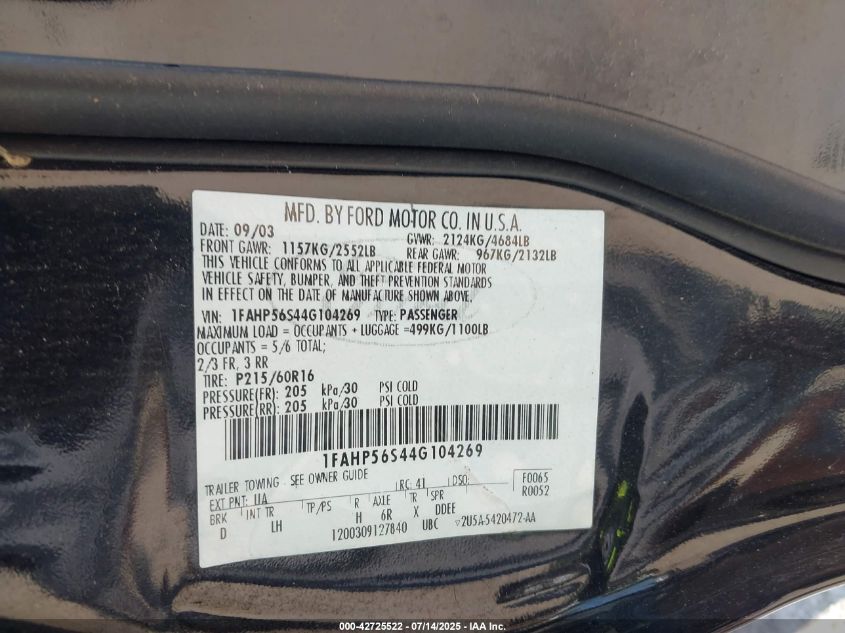 MFD. BY FORD MOTOR CO. IN U.S.A.
DATE: 09/03 GVWR: 2124KG/4684LB
FRONT GAWR: 1157KG/2552LB REAR GAWR: 967KG/2132LB
THIS VEHICLE CONFORMS TO ALL APPLICABLE FEDERAL MOTOR
VEHICLE SAFETY, BUMPER, AND THEFT PREVENTION STANDARDS
IN EFFECT ON THE DATE OF MANUFACTURE SHOWN ABOVE.
VIN: 1FAHP56S44G104269 TYPE: PASSENGER
MAXIMUM LOAD = OCCUPANTS + LUGGAGE =499KG/1100LB
OCCUPANTS = 5/6 TOTAL;
2/3 FR, 3 RR
TIRE: P215/60R16
PRESSURE(FR) 205 kPa/30 PSI COLD
PRESSURE(RR) 205 kPa/30 PSI COLD
1FAHP56S44G104269
TRAILER TOWING - SEE OWNER GUIDE
EXT PNT: UA RC: 41 DSO: F0065
R0052
BRK INT TR TP/PS R AXLE TR SPR
D LH H 6R X DDEE
1200309127840 UBC ▽2U5A-5420472-AA
000-42725522 - 07/14/2025 - IAA Inc.